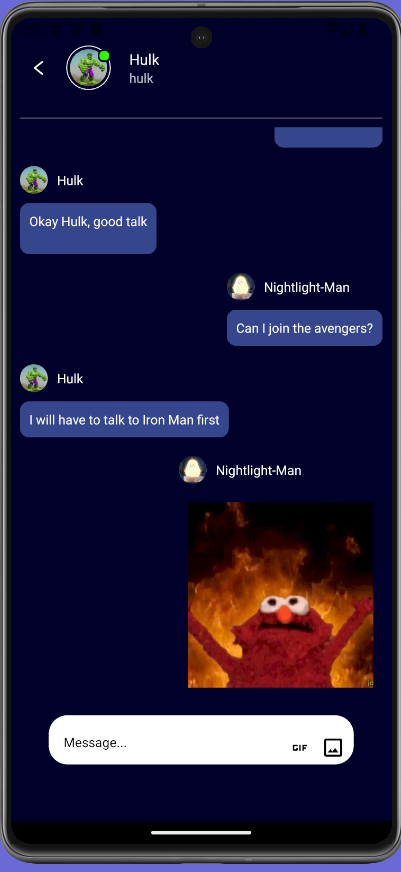 Hulk
hulk
Hulk
Okay Hulk, good talk
Nightlight-Man
Can I join the avengers?
Hulk
I will have to talk to Iron Man first
Nightlight-Man
Message...
GIF